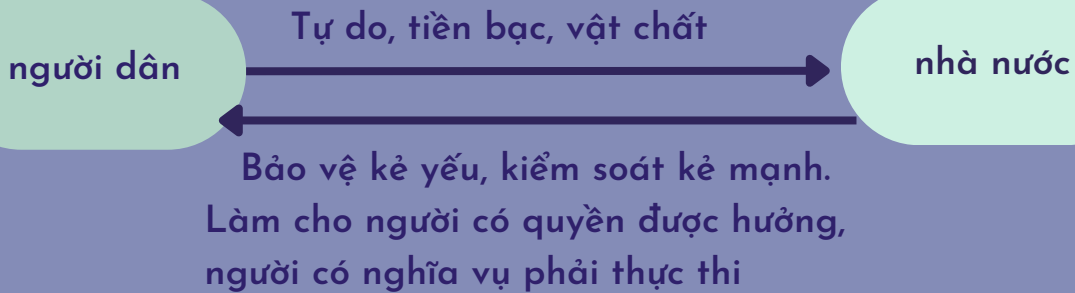 Tự do, tiền bạc, vật chất
người dân
nhà nước
Bảo vệ kẻ yếu, kiểm soát kẻ mạnh.
Làm cho người có quyền được hưởng,
người có nghĩa vụ phải thực thi